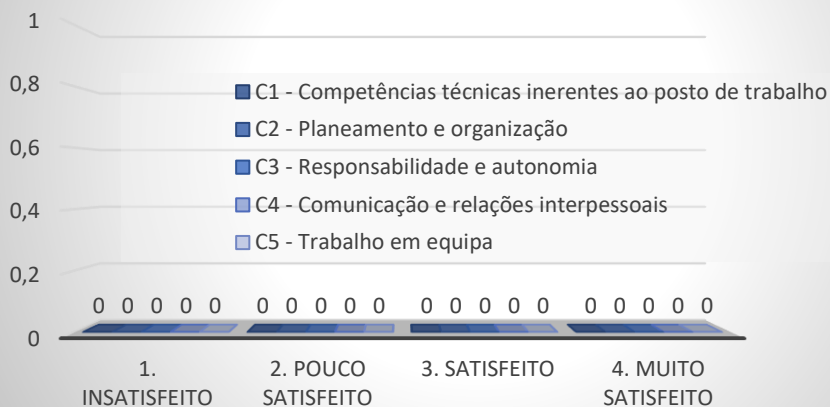 1
0,8
0,6
0,4
0,2
0
C1 - Competências técnicas inerentes ao posto de trabalho
C2 - Planeamento e organização
C3 - Responsabilidade e autonomia
C4 - Comunicação e relações interpessoais
C5 - Trabalho em equipa
0 0 0 0 0 0 0 0 0 0 0 0 0 0 0 0 0 0 0 0
1. INSATISFEITO
2. POUCO SATISFEITO
3. SATISFEITO
4. MUITO SATISFEITO